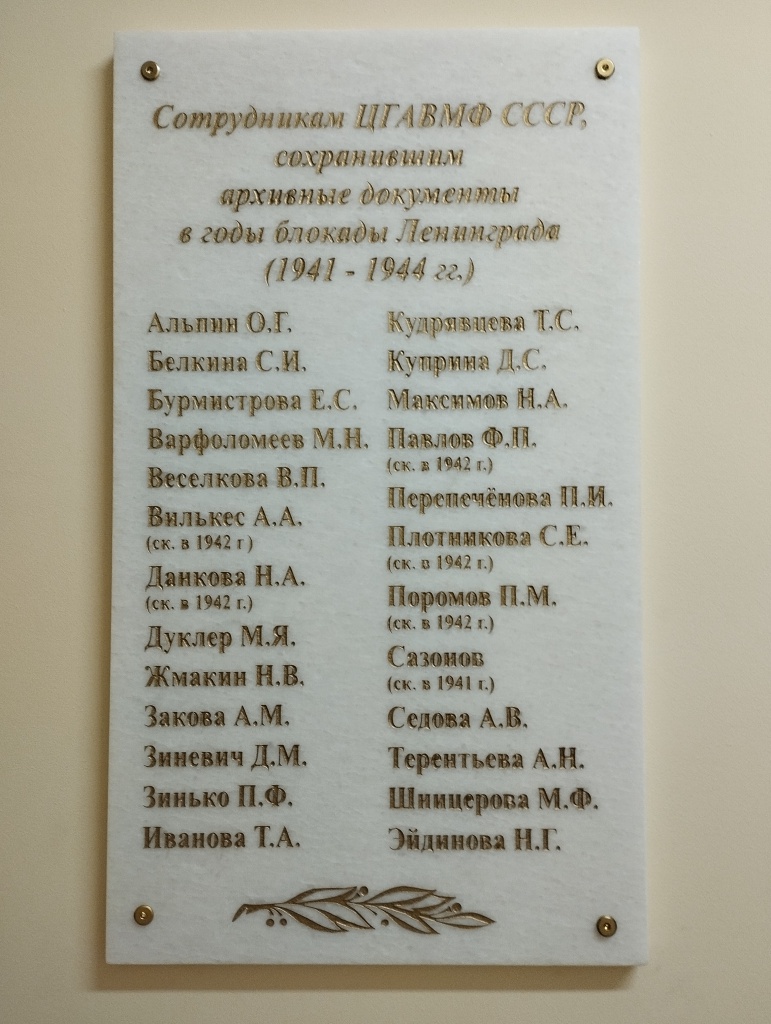 Сотрудникам ЦГАВМФ СССР,
сохранившим
архивные документы
в годы блокады Ленинграда
(1941 - 1944 гг.)
Альпин О.Г.
Белкина С.И.
Бурмистрова Е.С.
Варфоломеев М.Н.
Веселкова В.П.
Вилькес А.А.
(ск. в 1942 г)
Данкова Н.А.
(ск. в 1942 г.)
Дуклер М.Я.
Жмакин Н.В.
Закова А.М.
Зиневич Д.М.
Зинько П.Ф.
Иванова Т.А.
Кудрявцева Т.С.
Куприна Д.С.
Максимов Н.А.
Павлов Ф.П.
(ск. в 1942 г.)
Перепечёнова П.И.
Плотникова С.Е.
(ск. в 1942 г.)
Поромов П.М.
(ск. в 1942 г.)
Сазонов
(ск. в 1941 г.)
Седова А.В.
Терентьева А.Н.
Шницерова М.Ф.
Эйдинова Н.Г.